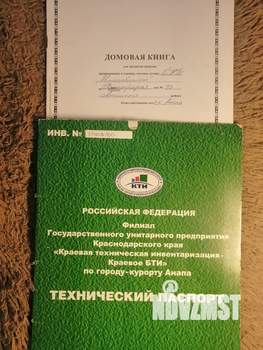 ДОМОВАЯ КНИГА
ИНВ. №
КТИ
РОССИЙСКАЯ ФЕДЕРАЦИЯ
Филиал
Государственного унитарного предприятия
Краснодарского края
«Краевая техническая инвентаризация-
Краевое БТИ»
по городу-курорту Анапа
ТЕХНИЧЕСКИЙ ПАСПОРТ
NDVZMST